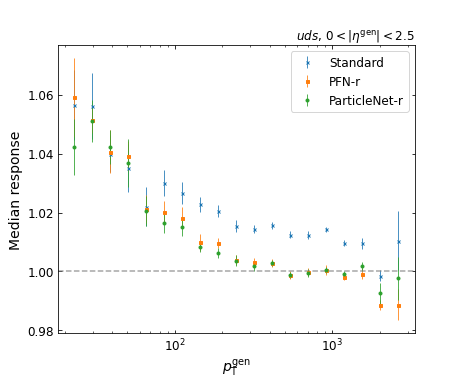 uds, 0 < |η^gen| < 2.5
Standard
PFN-r
ParticleNet-r
Median response
1.06
1.04
1.02
1.00
0.98
10^2
10^3
p_T^gen